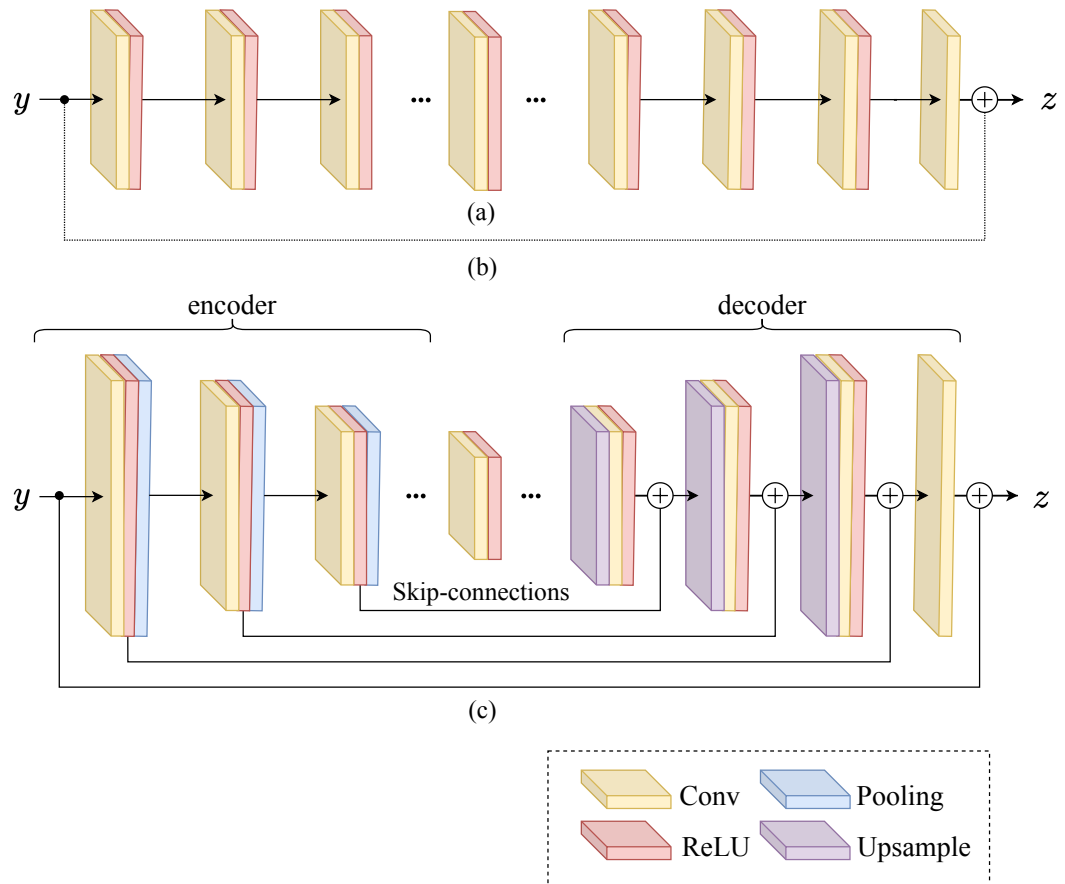 y z
(a)
(b)
encoder decoder
y ... ... z
Skip-connections
(c)
Conv Pooling
ReLU Upsample